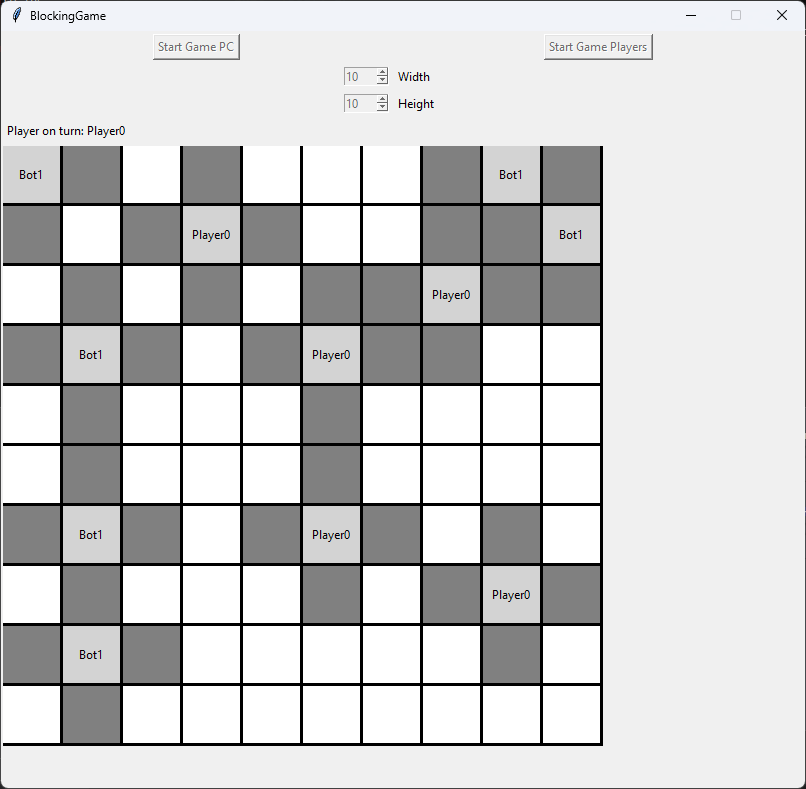 BlockingGame
Start Game PC Start Game Players
10 Width
10 Height
Player on turn: Player0
Bot1 Bot1
Player0 Bot1
Player0
Bot1 Player0
Bot1 Player0
Player0
Bot1